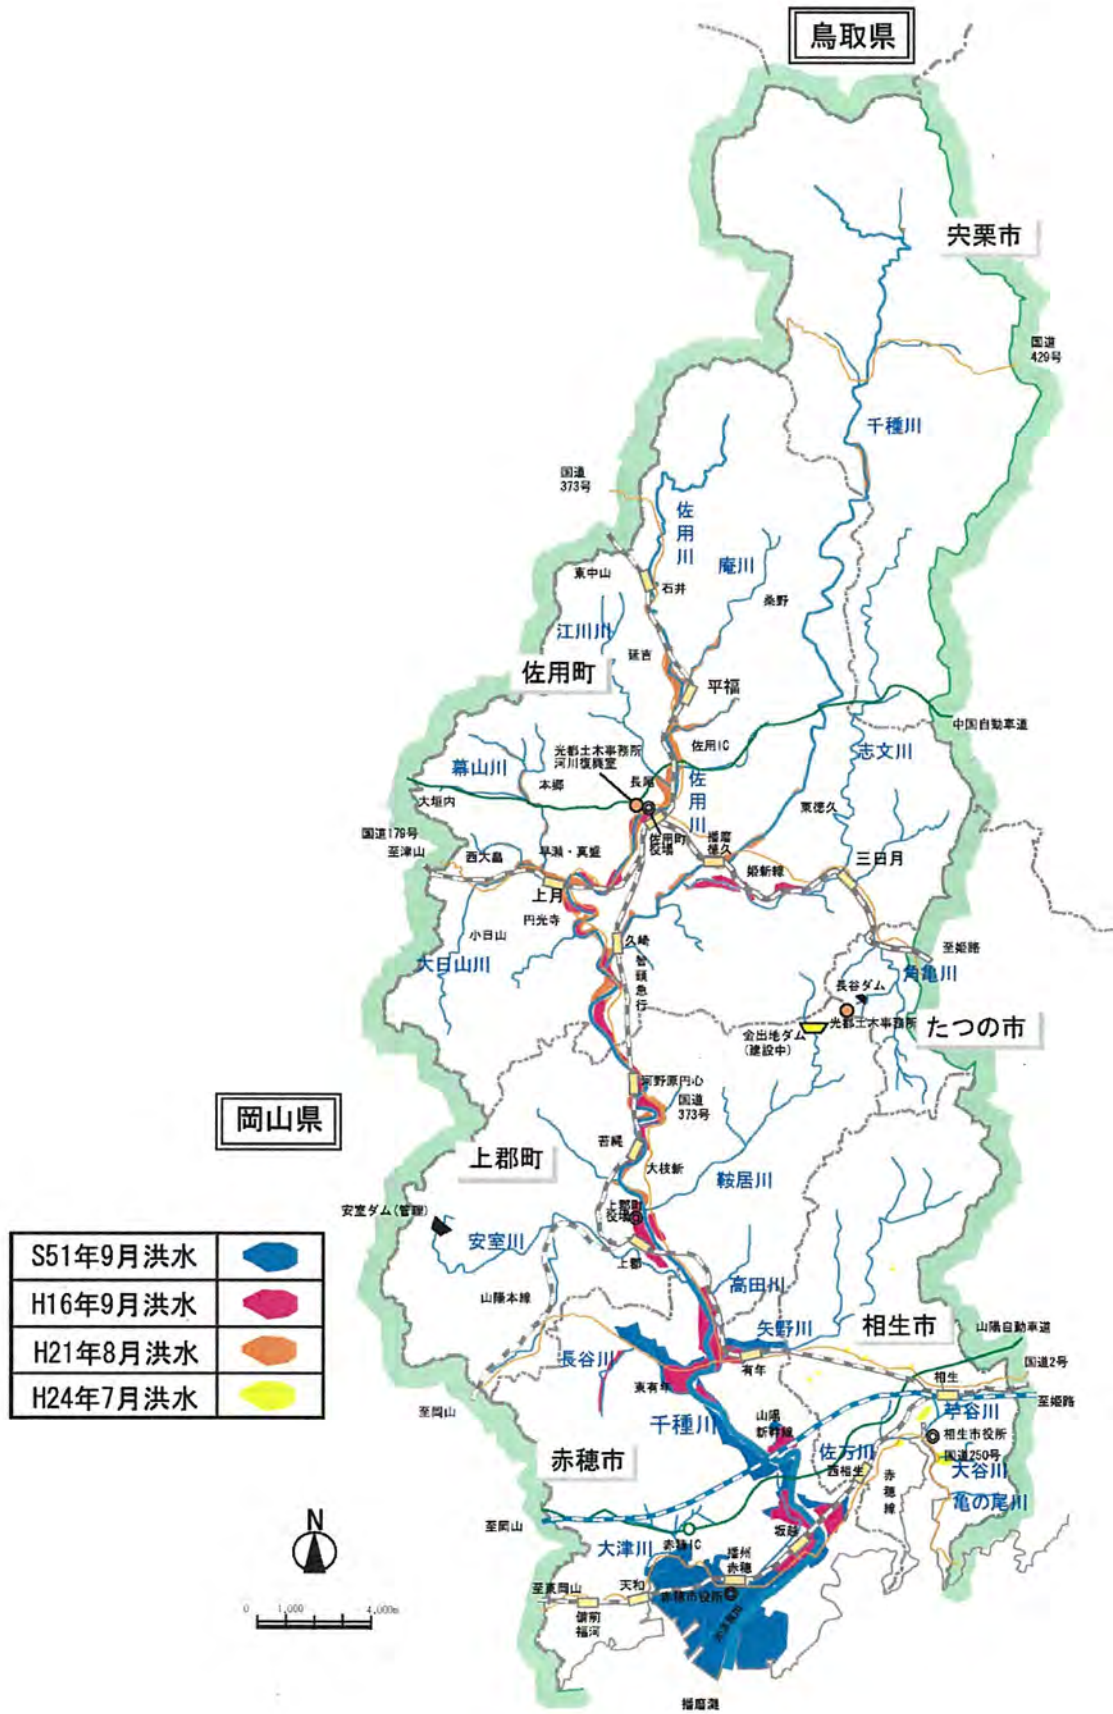 鳥取県
宍栗市
国道
429号
千種川
国道
373号
佐
用
川
庵川
東中山
石井
桑野
江川川
延吉
佐用町
平福
中国自動車道
佐用IC
志文川
光都土木事務所
河川復興室
幕山川
本郷
長尾
佐
用
川
大垣内
東徳久
佐用町
役場
播磨
徳久
国道179号
至津山
西大畠
早瀬・真盛
三日月
姫新線
上月
円光寺
小日山
久崎
至姫路
大日山川
智
頭
急
行
角亀川
長谷ダム
光都土木事務所
金出地ダム
(建設中)
たつの市
河野原円心
国道
373号
岡山県
苔縄
上郡町
大枝新
鞍居川
上郡町
役場
安室ダム(管理)
安室川
上郡
S51年9月洪水
H16年9月洪水
H21年8月洪水
H24年7月洪水
山陽本線
高田川
矢野川
相生市
山陽自動車道
長谷川
有年
国道2号
東有年
相生
至姫路
至岡山
千種川
山陽
新幹線
苧谷川
相生市役所
佐方川
国道250号
赤穂市
西相生
大谷川
赤
穂
線
亀の尾川
N
至岡山
坂越
大津川
赤穂IC
播州
赤穂
至東岡山
天和
赤穂市役所
0 1,000 4,000m
備前
福河
播磨灘